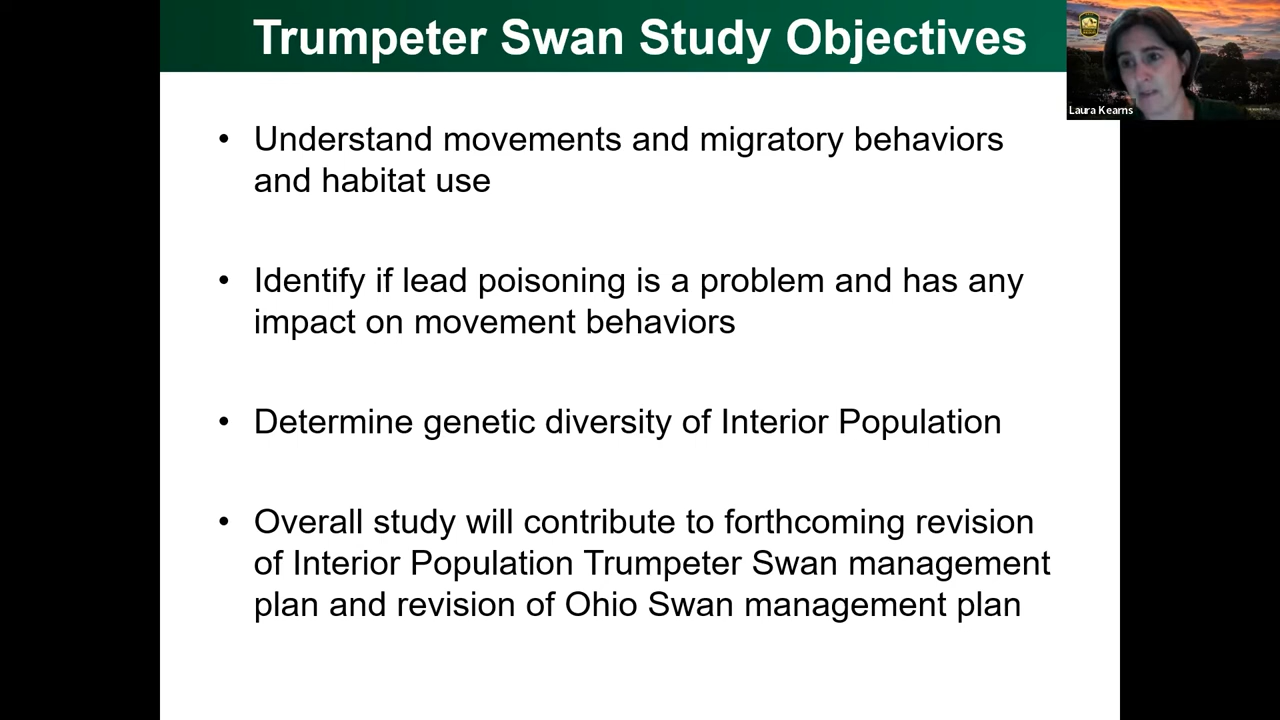 Trumpeter Swan Study Objectives
Laura Kearns
• Understand movements and migratory behaviors
and habitat use
• Identify if lead poisoning is a problem and has any
impact on movement behaviors
• Determine genetic diversity of Interior Population
• Overall study will contribute to forthcoming revision
of Interior Population Trumpeter Swan management
plan and revision of Ohio Swan management plan